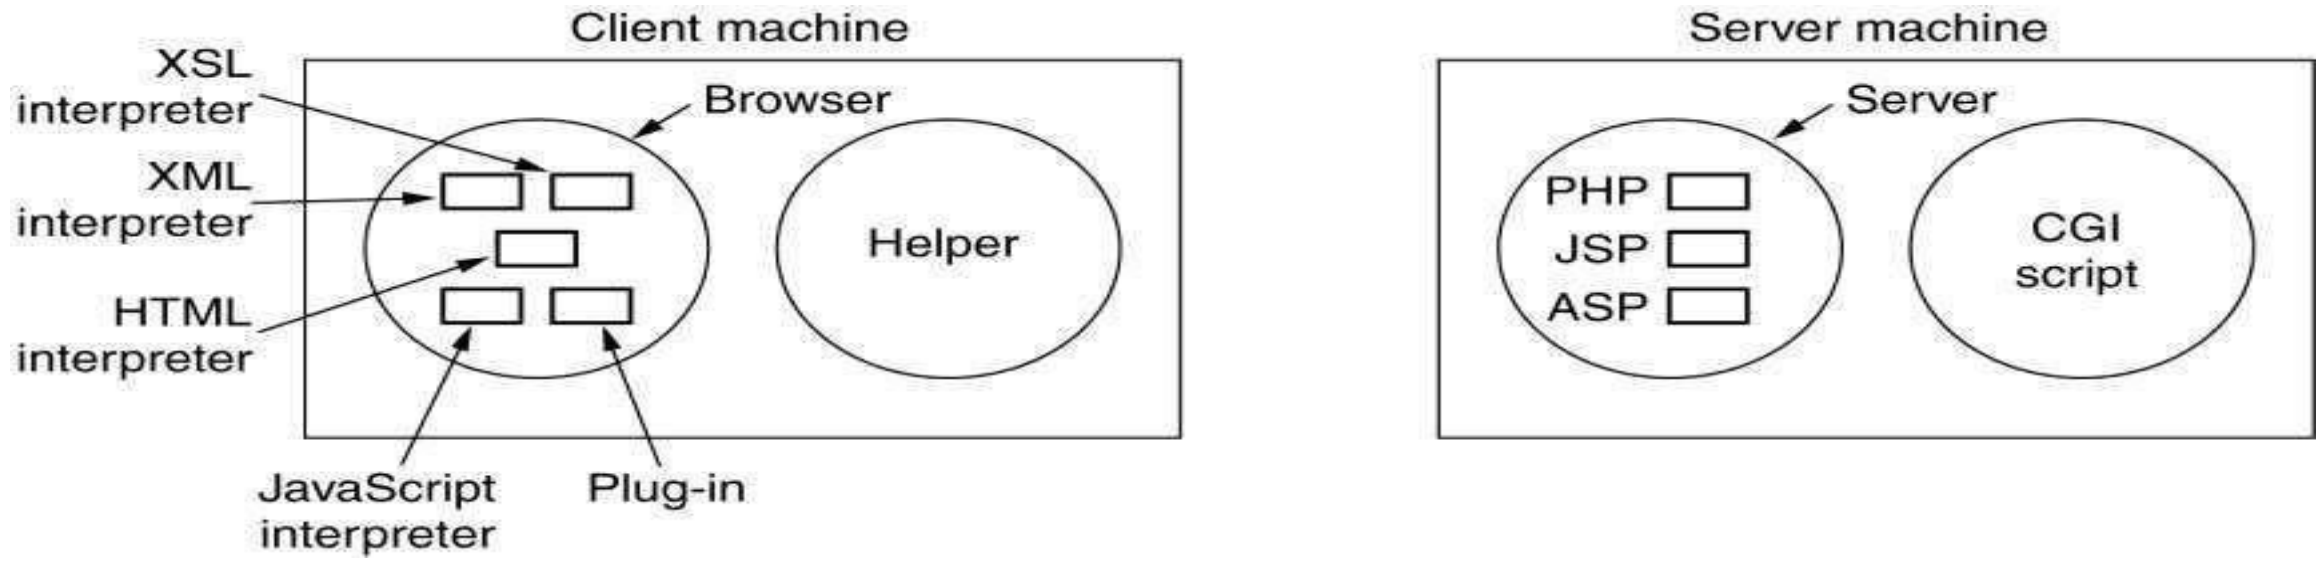 Client machine
Server machine
XSL
interpreter
Browser
Server
XML
interpreter
PHP
Helper
JSP
CGI
script
HTML
interpreter
ASP
JavaScript
interpreter
Plug-in